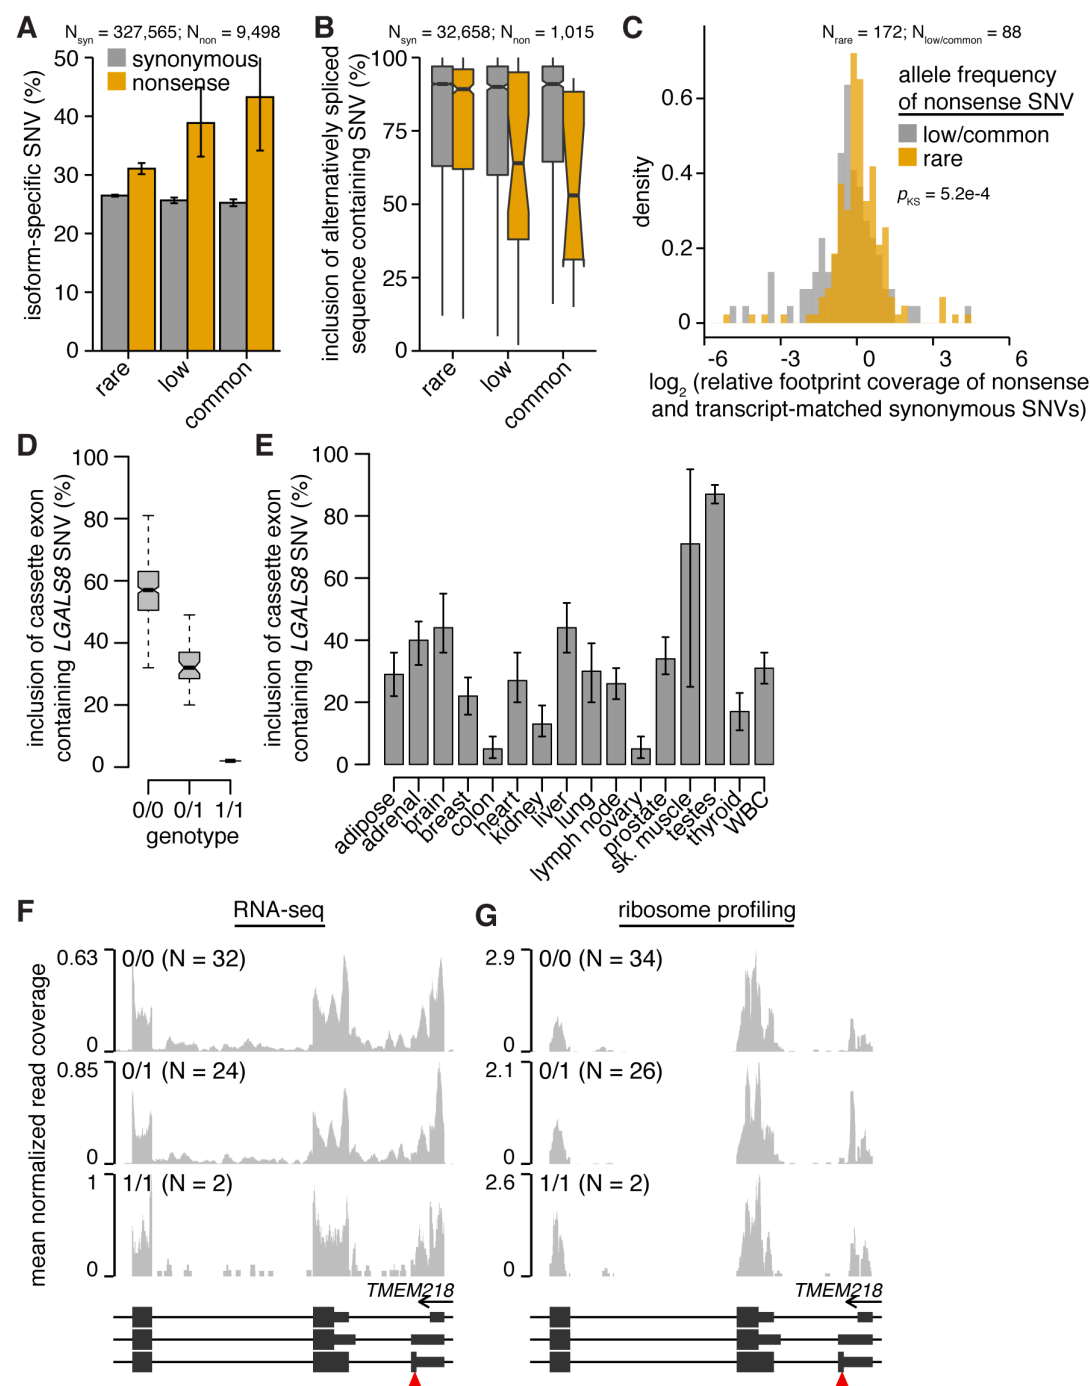 A
N_syn = 327,565; N_non = 9,498
synonymous
nonsense
isoform-specific SNV (%)
50
40
30
20
10
0
rare
low
common
B
N_syn = 32,658; N_non = 1,015
inclusion of alternatively spliced
sequence containing SNV (%)
100
75
50
25
0
rare
low
common
C
N_rare = 172; N_low/common = 88
allele frequency
of nonsense SNV
low/common
rare
p_KS = 5.2e-4
density
0.6
0.4
0.2
0
-6
-3
0
3
6
log_2 (relative footprint coverage of nonsense
and transcript-matched synonymous SNVs)
D
inclusion of cassette exon
containing LGALS8 SNV (%)
100
80
60
40
20
0
0/0
0/1
1/1
genotype
E
inclusion of cassette exon
containing LGALS8 SNV (%)
100
80
60
40
20
0
adipose
adrenal
brain
breast
colon
heart
kidney
liver
lung
lymph node
ovary
prostate
sk. muscle
testes
thyroid
WBC
F
RNA-seq
mean normalized read coverage
0.63
0/0 (N = 32)
0
0.85
0/1 (N = 24)
0
1
1/1 (N = 2)
0
TMEM218
G
ribosome profiling
2.9
0/0 (N = 34)
0
2.1
0/1 (N = 26)
0
2.6
1/1 (N = 2)
0
TMEM218